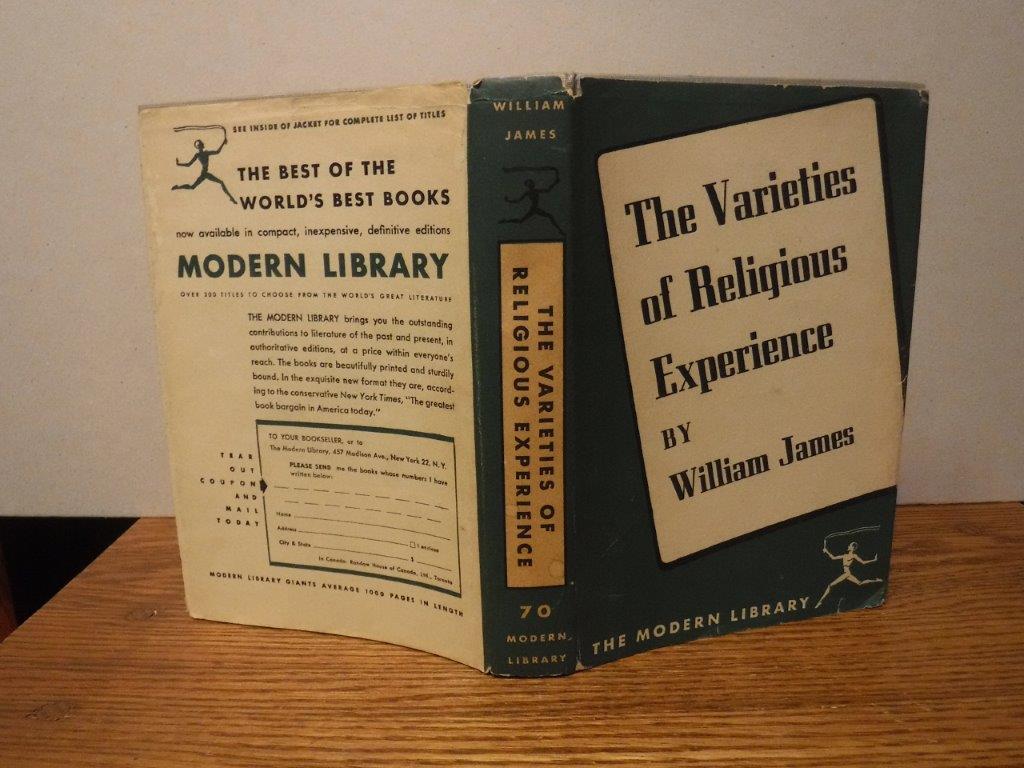 SEE INSIDE OF JACKET FOR COMPLETE LIST OF TITLES
THE BEST OF THE
WORLD'S BEST BOOKS
now available in compact, inexpensive, definitive editions
MODERN LIBRARY
OVER 300 TITLES TO CHOOSE FROM THE WORLD'S GREAT LITERATURE
THE MODERN LIBRARY brings you the outstanding
contributions to literature of the past and present, in
authoritative editions, at a price within everyone's
reach. The books are beautifully printed and sturdily
bound. In the exquisite new format they are, accord-
ing to the conservative New York Times, "The greatest
book bargain in America today."
TEAR
OUT
COUPON
AND
MAIL
TODAY
TO YOUR BOOKSELLER, or to
The Modern Library, 457 Madison Ave., New York 22, N.Y.
PLEASE SEND me the books whose numbers I have
written below:
Name
Address
City & State
I enclose
$
In Canada: Random House of Canada, Ltd., Toronto
MODERN LIBRARY GIANTS AVERAGE 1000 PAGES IN LENGTH
WILLIAM
JAMES
THE VARIETIES OF
RELIGIOUS EXPERIENCE
70
MODERN
LIBRARY
The Varieties
of Religious
Experience
BY
William James
THE MODERN LIBRARY